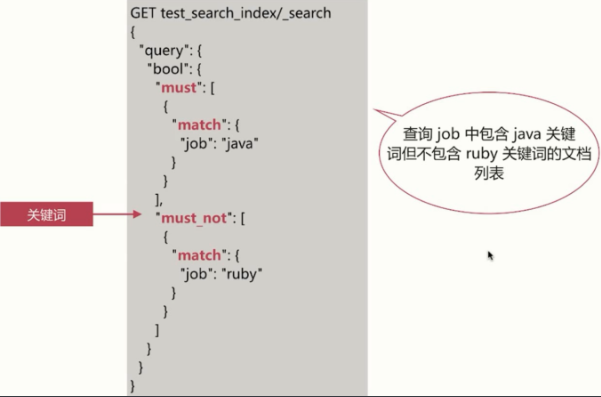 GET test_search_index/_search
{
"query": {
"bool": {
"must": [
{
"match": {
"job": "java"
}
}
],
"must_not": [
{
"match": {
"job": "ruby"
}
}
]
}
}
}
关键词
查询 job 中包含 java 关键
词但不包含 ruby 关键词的文档
列表